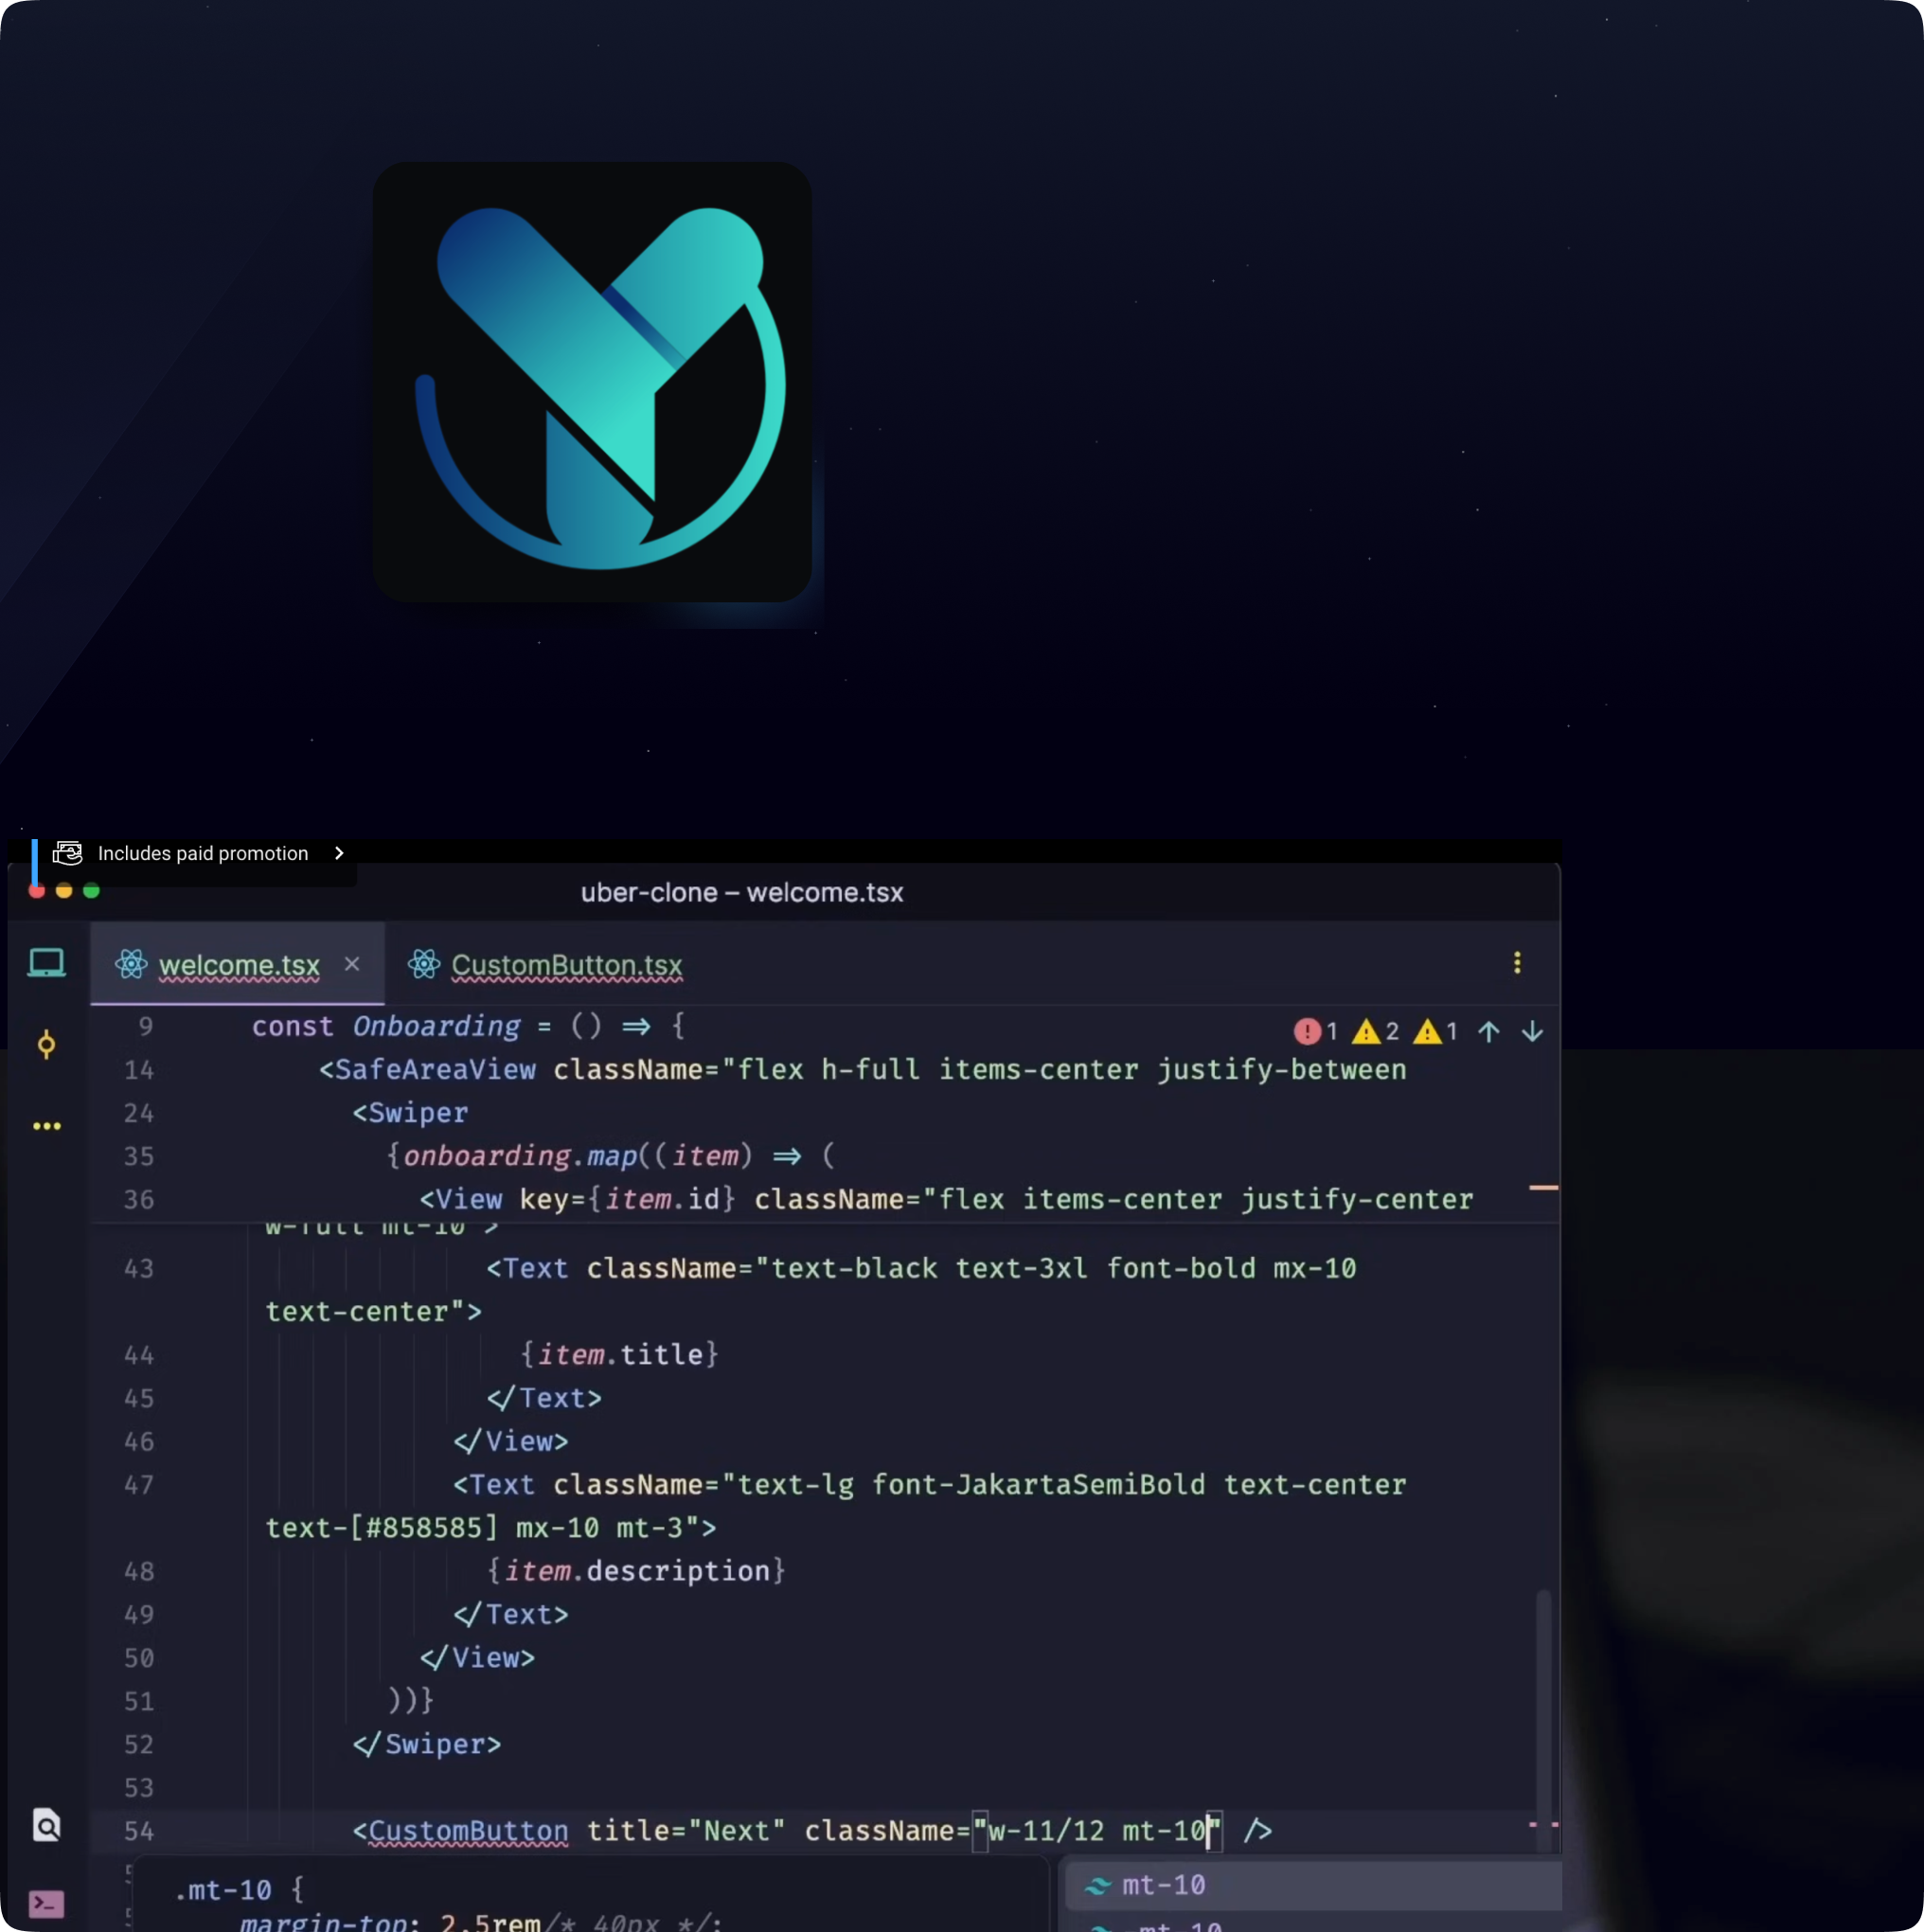 Includes paid promotion
uber-clone – welcome.tsx
welcome.tsx
CustomButton.tsx
9 const Onboarding = () => {
1 2 1
14 <SafeAreaView className="flex h-full items-center justify-between
24 <Swiper
35 {onboarding.map((item) => (
36 <View key={item.id} className="flex items-center justify-center
w-full mt-10">
43 <Text className="text-black text-3xl font-bold mx-10
text-center">
44 {item.title}
45 </Text>
46 </View>
47 <Text className="text-lg font-JakartaSemiBold text-center
text-[#858585] mx-10 mt-3">
48 {item.description}
49 </Text>
50 </View>
51 ))}
52 </Swiper>
53
54 <CustomButton title="Next" className="w-11/12 mt-10" />
.mt-10 {
margin-top: 2.5rem/* 40px */;
mt-10
-mt-10